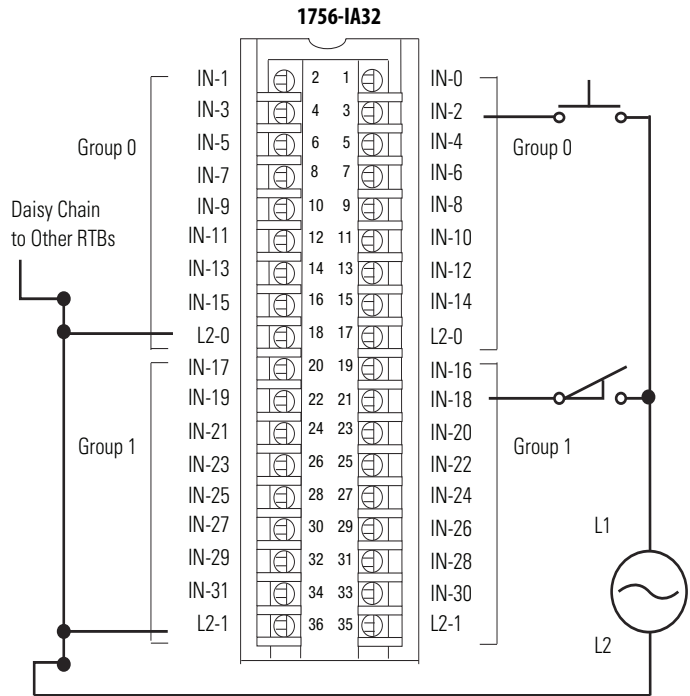 1756-IA32
IN-1 2 1 IN-0
IN-3 4 3 IN-2
IN-5 6 5 IN-4
Group 0 Group 0
IN-7 8 7 IN-6
IN-9 10 9 IN-8
Daisy Chain
to Other RTBs
IN-11 12 11 IN-10
IN-13 14 13 IN-12
IN-15 16 15 IN-14
L2-0 18 17 L2-0
IN-17 20 19 IN-16
IN-19 22 21 IN-18
IN-21 24 23 IN-20
Group 1 Group 1
IN-23 26 25 IN-22
IN-25 28 27 IN-24
IN-27 30 29 IN-26
L1
IN-29 32 31 IN-28
IN-31 34 33 IN-30
L2-1 36 35 L2-1
L2